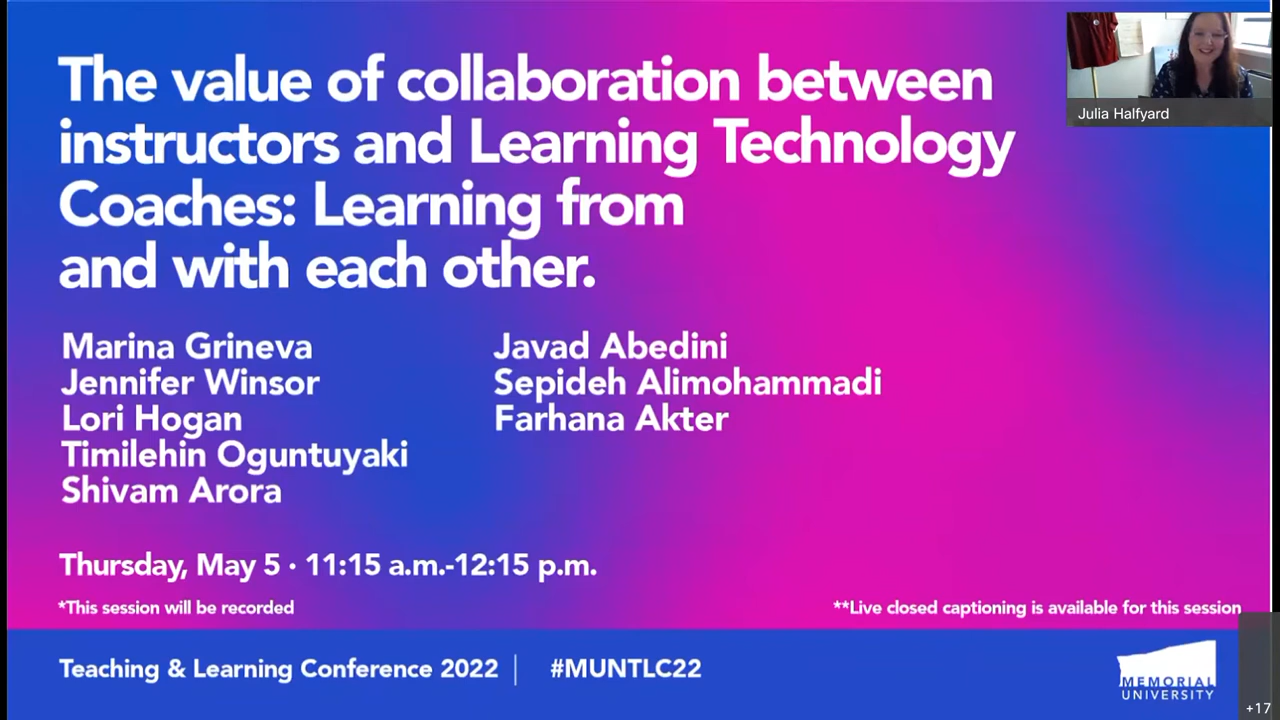 The value of collaboration between
instructors and Learning Technology
Coaches: Learning from
and with each other.
Julia Halfyard
Marina Grineva
Jennifer Winsor
Lori Hogan
Timilehin Oguntuyaki
Shivam Arora
Javad Abedini
Sepideh Alimohammadi
Farhana Akter
Thursday, May 5 · 11:15 a.m.-12:15 p.m.
*This session will be recorded
**Live closed captioning is available for this session
Teaching & Learning Conference 2022 | #MUNTLC22
MEMORIAL
UNIVERSITY
+17